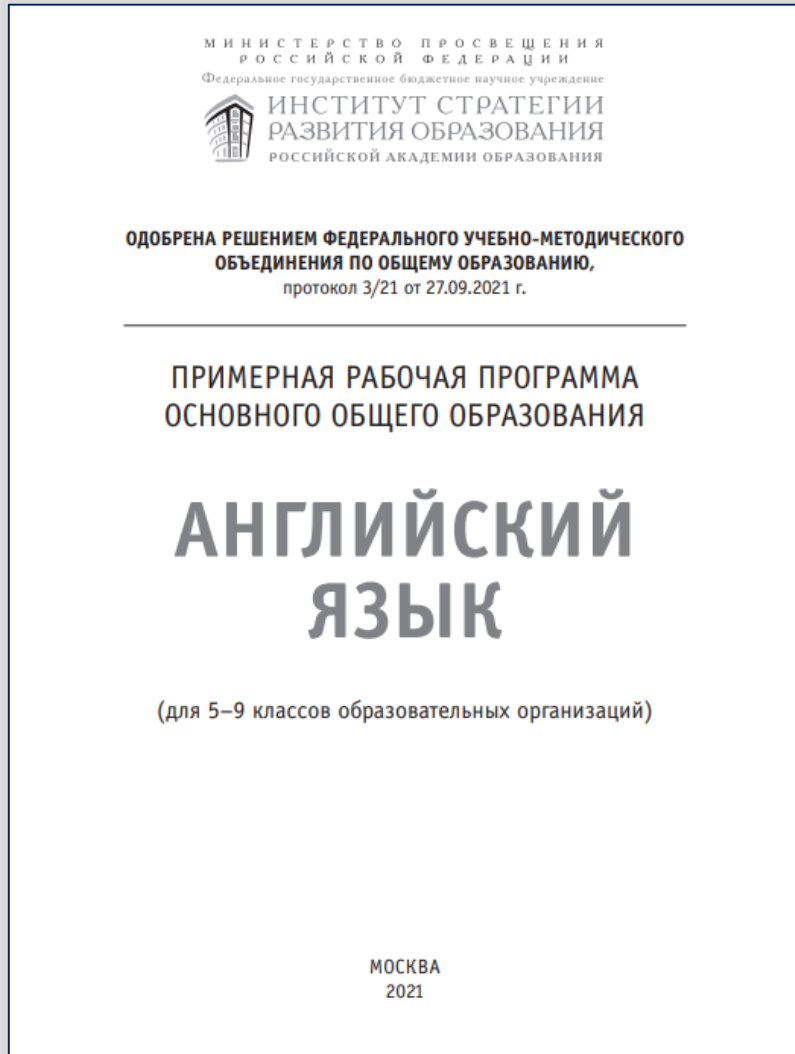 МИНИСТЕРСТВО ПРОСВЕЩЕНИЯ
РОССИЙСКОЙ ФЕДЕРАЦИИ
Федеральное государственное бюджетное научное учреждение
ИНСТИТУТ СТРАТЕГИИ
РАЗВИТИЯ ОБРАЗОВАНИЯ
РОССИЙСКОЙ АКАДЕМИИ ОБРАЗОВАНИЯ
ОДОБРЕНА РЕШЕНИЕМ ФЕДЕРАЛЬНОГО УЧЕБНО-МЕТОДИЧЕСКОГО
ОБЪЕДИНЕНИЯ ПО ОБЩЕМУ ОБРАЗОВАНИЮ,
протокол 3/21 от 27.09.2021 г.
ПРИМЕРНАЯ РАБОЧАЯ ПРОГРАММА
ОСНОВНОГО ОБЩЕГО ОБРАЗОВАНИЯ
АНГЛИЙСКИЙ
ЯЗЫК
(для 5–9 классов образовательных организаций)
МОСКВА
2021